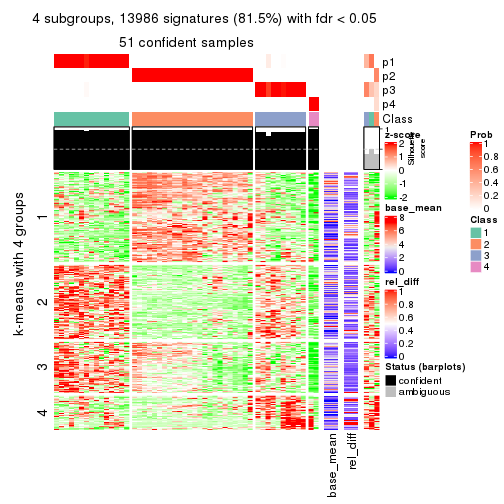 4 subgroups, 13986 signatures (81.5%) with fdr < 0.05
51 confident samples
p1
p2
p3
p4
Class
1
Silhouette
score
k-means with 4 groups
1
2
3
4
base_mean
rel_diff
z-score
2
1
0
-1
-2
base_mean
8
6
4
2
0
rel_diff
1
0.8
0.6
0.4
0.2
0
Status (barplots)
confident
ambiguous
Prob
1
0.8
0.6
0.4
0.2
0
Class
1
2
3
4